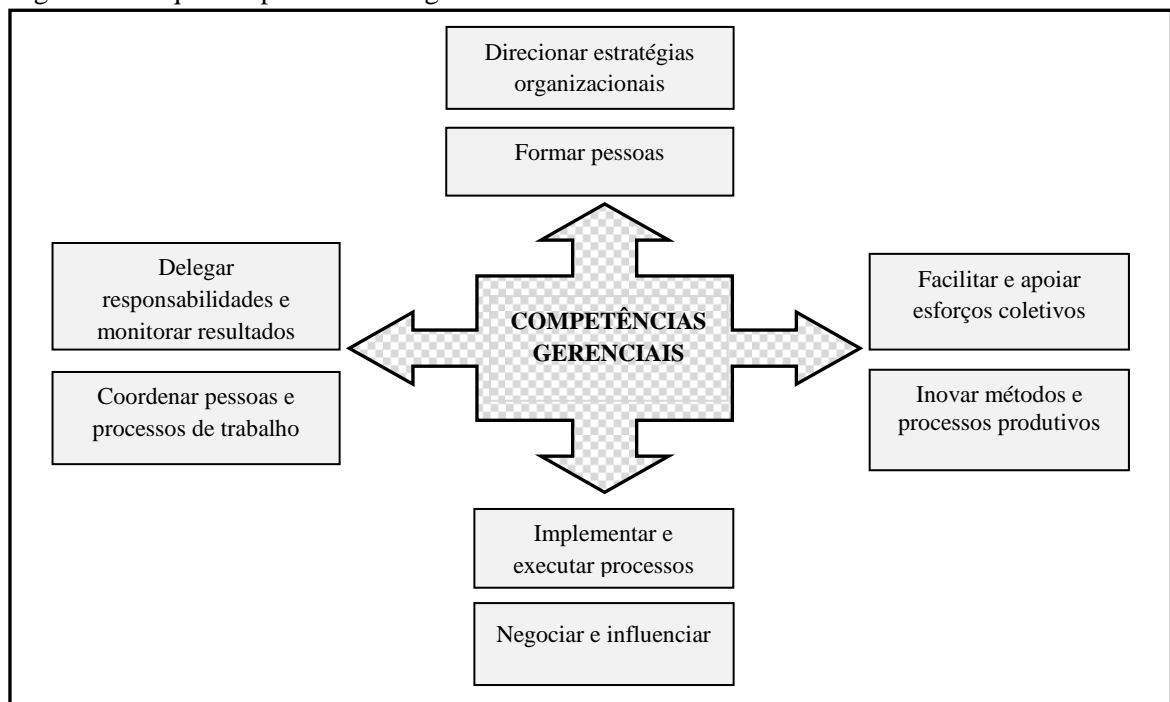 Direcionar estratégias
organizacionais
Formar pessoas
Delegar
responsabilidades e
monitorar resultados
Coordenar pessoas e
processos de trabalho
COMPETÊNCIAS
GERENCIAIS
Facilitar e apoiar
esforços coletivos
Inovar métodos e
processos produtivos
Implementar e
executar processos
Negociar e influenciar